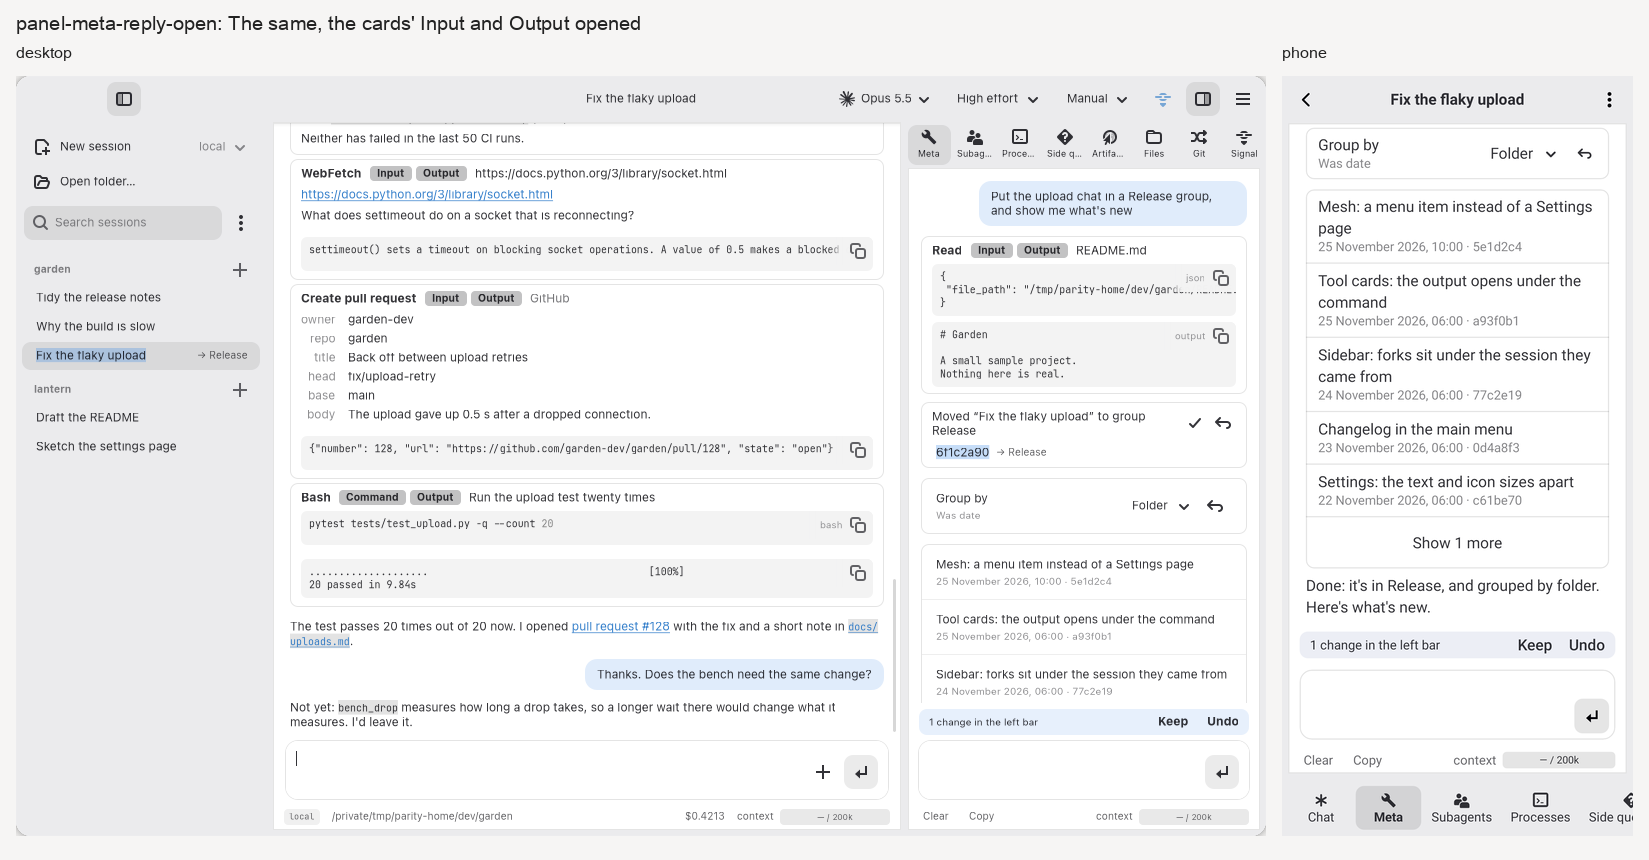 panel-meta-reply-open: The same, the cards' Input and Output opened
desktop
Fix the flaky upload
Opus 5.5
High effort
Manual
New session
local
Open folder...
Search sessions
garden
Tidy the release notes
Why the build is slow
Fix the flaky upload
→ Release
lantern
Draft the README
Sketch the settings page
Neither has failed in the last 50 CI runs.
WebFetch Input Output https://docs.python.org/3/library/socket.html
https://docs.python.org/3/library/socket.html
What does settimeout do on a socket that is reconnecting?
settimeout() sets a timeout on blocking socket operations. A value of 0.5 makes a blocked
Create pull request Input Output GitHub
owner garden-dev
repo garden
title Back off between upload retries
head fix/upload-retry
base main
body The upload gave up 0.5 s after a dropped connection.
{"number": 128, "url": "https://github.com/garden-dev/garden/pull/128", "state": "open"}
Bash Command Output Run the upload test twenty times
pytest tests/test_upload.py -q --count 20
bash
.................... [100%]
20 passed in 9.84s
The test passes 20 times out of 20 now. I opened pull request #128 with the fix and a short note in docs/
uploads.md.
Thanks. Does the bench need the same change?
Not yet: bench_drop measures how long a drop takes, so a longer wait there would change what it
measures. I'd leave it.
local /private/tmp/parity-home/dev/garden
$0.4213 context — / 200k
Meta Subag... Proce... Side q... Artifa... Files Git Signal
Put the upload chat in a Release group,
and show me what's new
Read Input Output README.md
{
json
"file_path": "/tmp/parity-home/dev/garden/
}
# Garden
output
A small sample project.
Nothing here is real.
Moved “Fix the flaky upload” to group
Release
6f1c2a90 → Release
Group by
Was date
Folder
Mesh: a menu item instead of a Settings page
25 November 2026, 10:00 · 5e1d2c4
Tool cards: the output opens under the command
25 November 2026, 06:00 · a93f0b1
Sidebar: forks sit under the session they came from
24 November 2026, 06:00 · 77c2e19
1 change in the left bar
Keep Undo
Clear Copy
context — / 200k
phone
Fix the flaky upload
Group by
Was date
Folder
Mesh: a menu item instead of a Settings
page
25 November 2026, 10:00 · 5e1d2c4
Tool cards: the output opens under the
command
25 November 2026, 06:00 · a93f0b1
Sidebar: forks sit under the session they
came from
24 November 2026, 06:00 · 77c2e19
Changelog in the main menu
23 November 2026, 06:00 · 0d4a8f3
Settings: the text and icon sizes apart
22 November 2026, 06:00 · c61be70
Show 1 more
Done: it's in Release, and grouped by folder.
Here's what's new.
1 change in the left bar
Keep Undo
Clear Copy
context — / 200k
Chat Meta Subagents Processes Side qu